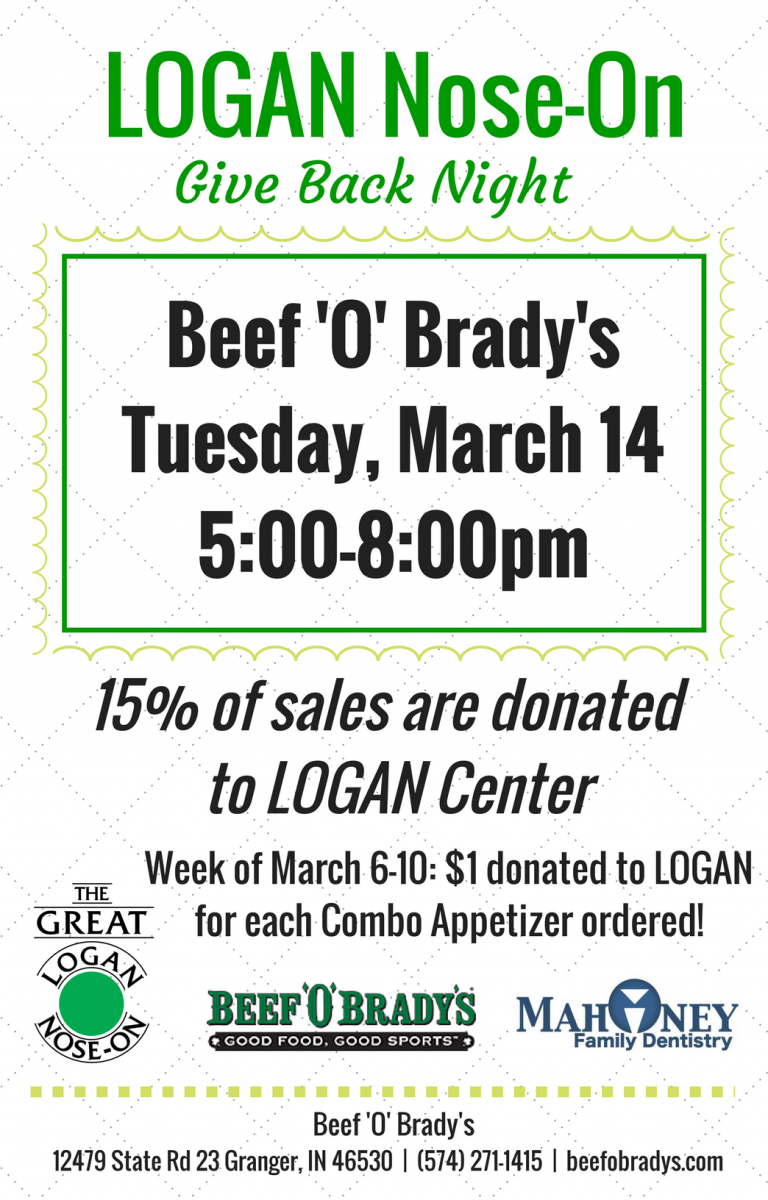 LOGAN Nose-On
Give Back Night
Beef 'O' Brady's
Tuesday, March 14
5:00-8:00pm
15% of sales are donated
to LOGAN Center
Week of March 6-10: $1 donated to LOGAN
for each Combo Appetizer ordered!
THE
GREAT
LOGAN
NOSE-ON
BEEF 'O' BRADY'S
GOOD FOOD, GOOD SPORTS™
MAHONEY
Family Dentistry
Beef 'O' Brady's
12479 State Rd 23 Granger, IN 46530 | (574) 271-1415 | beefobradys.com